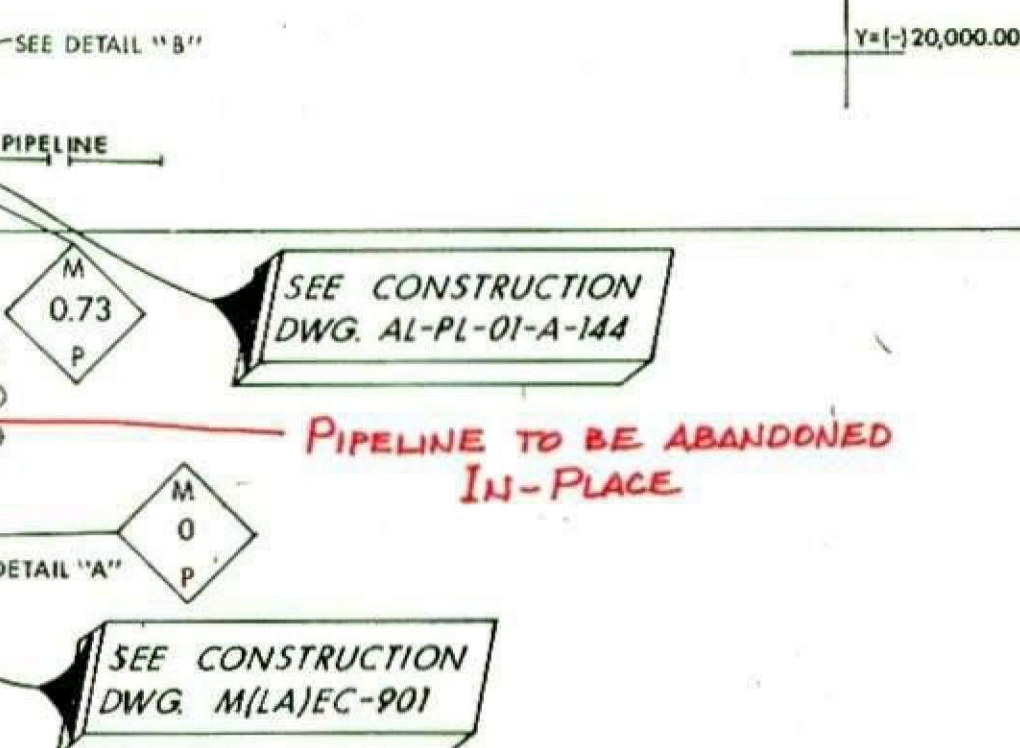 SEE DETAIL "B"
Y=(-)20,000.00
PIPELINE
M
0.73
P
SEE CONSTRUCTION
DWG. AL-PL-01-A-144
PIPELINE TO BE ABANDONED
IN-PLACE
M
0
P
DETAIL "A"
SEE CONSTRUCTION
DWG. M(LA)EC-901